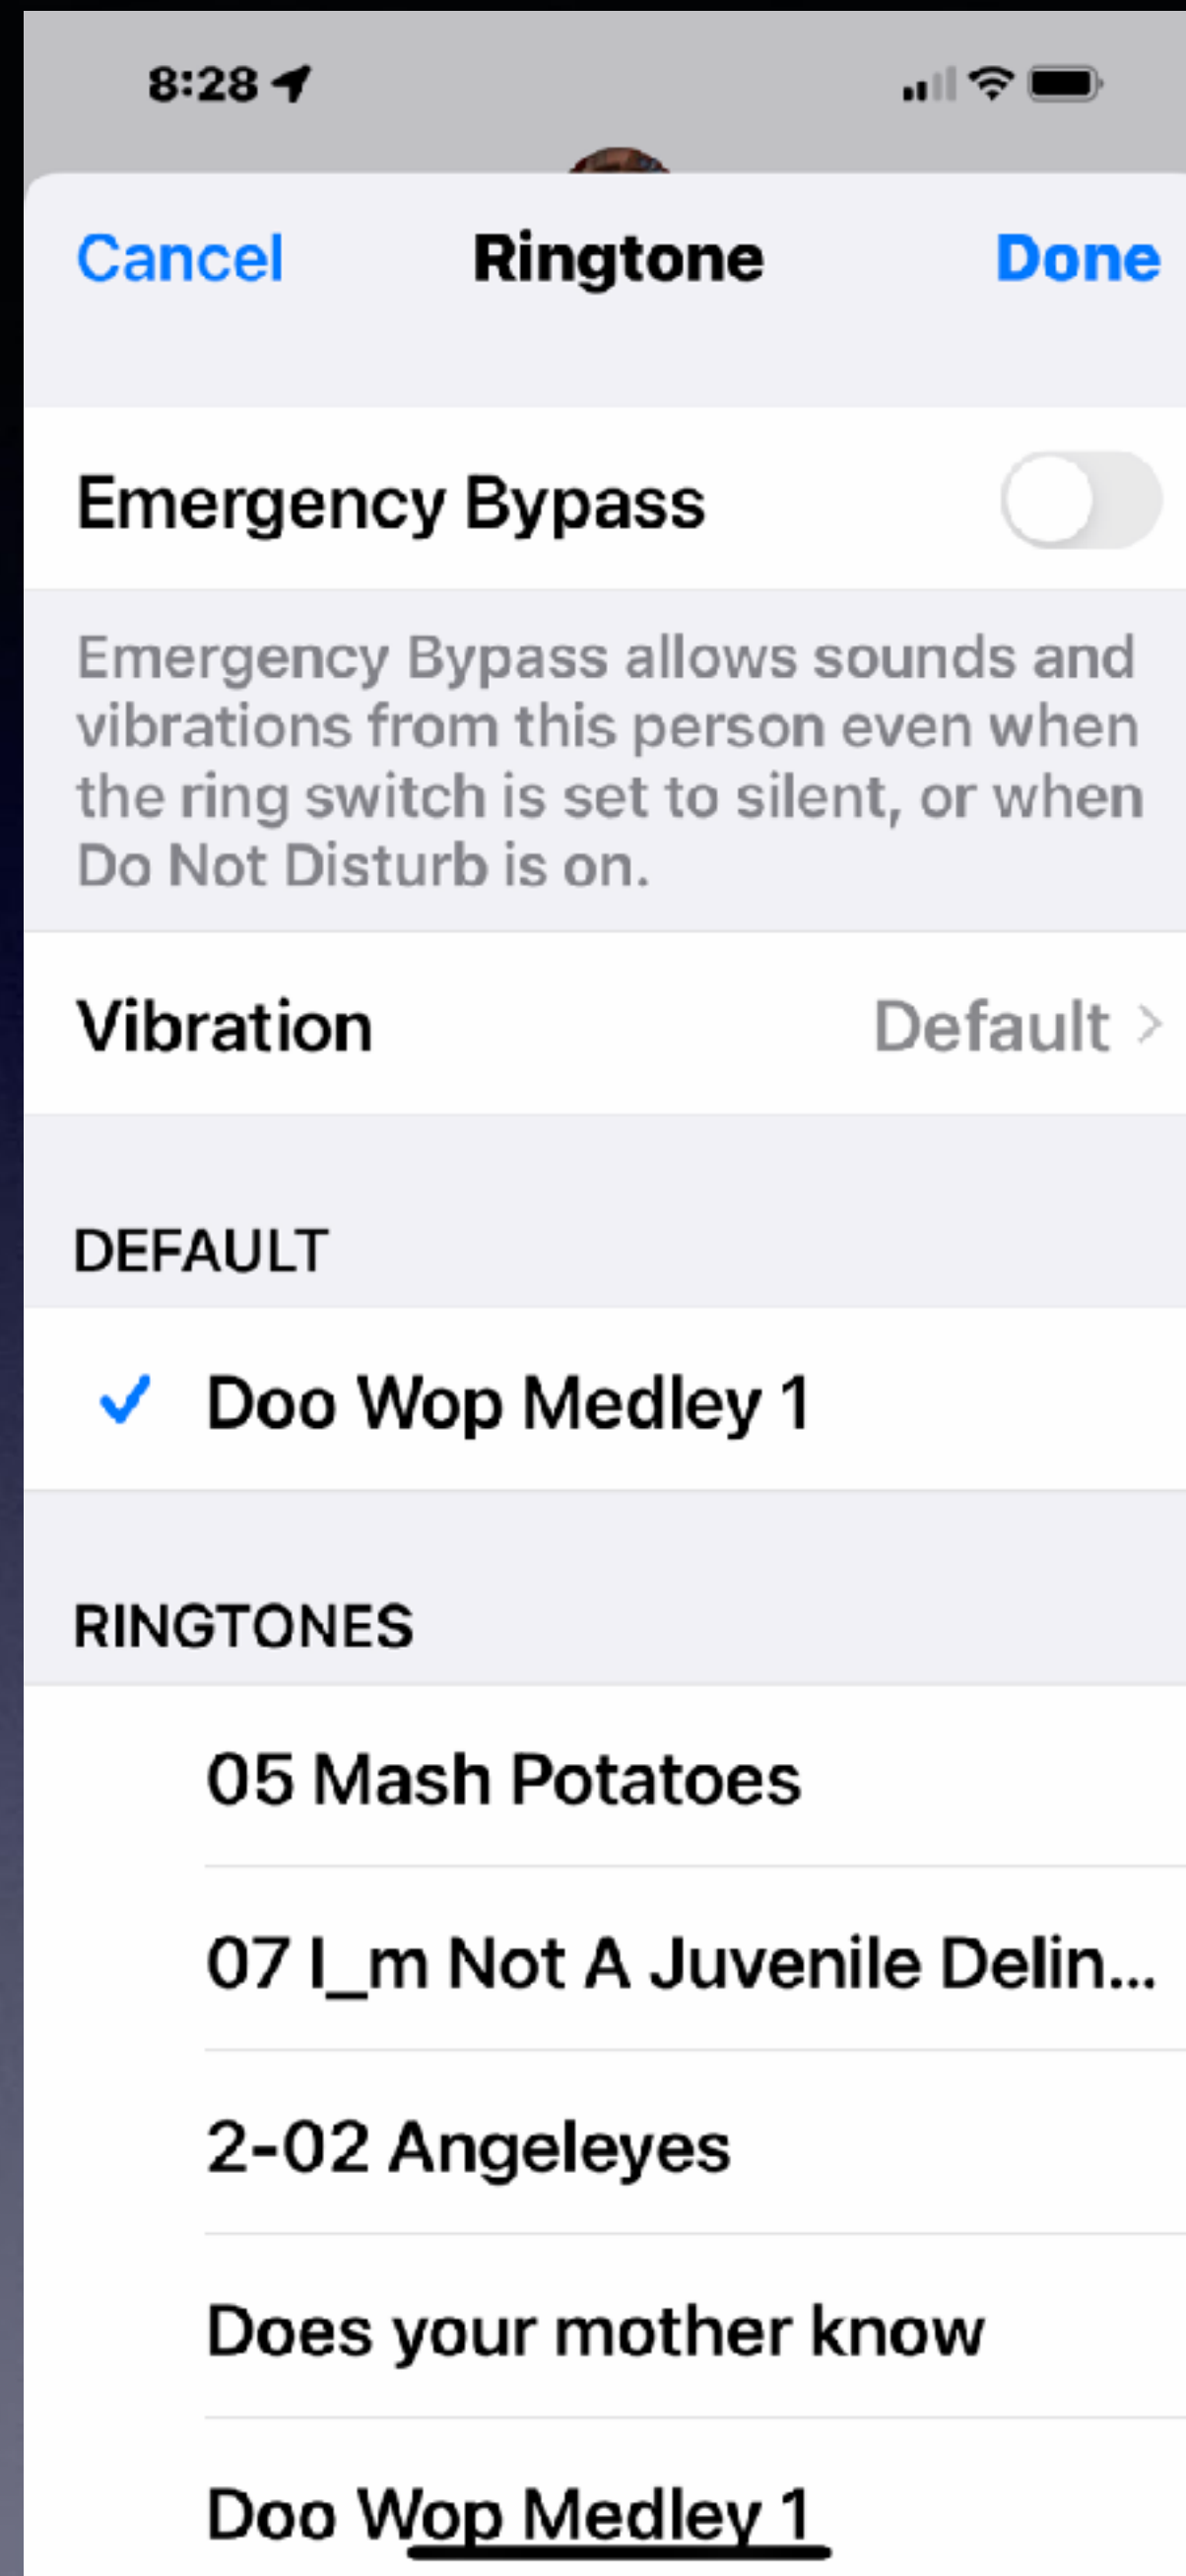 8:28
Cancel Ringtone Done
Emergency Bypass
Emergency Bypass allows sounds and
vibrations from this person even when
the ring switch is set to silent, or when
Do Not Disturb is on.
Vibration Default >
DEFAULT
✓ Doo Wop Medley 1
RINGTONES
05 Mash Potatoes
07 I_m Not A Juvenile Delin...
2-02 Angeleyes
Does your mother know
Doo Wop Medley 1